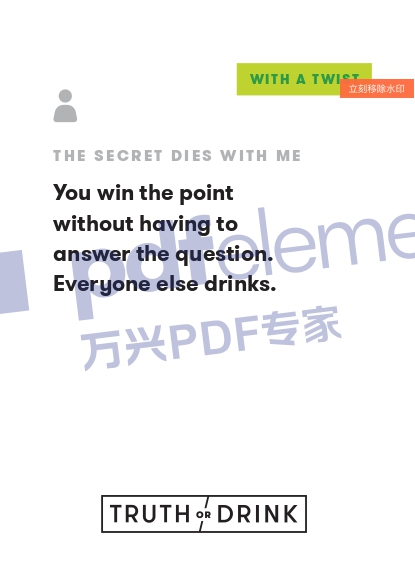 WITH A TWIST
立刻移除水印
THE SECRET DIES WITH ME
You win the point
without having to
answer the question.
Everyone else drinks.
pdfeleme
万兴PDF专家
TRUTH OR DRINK